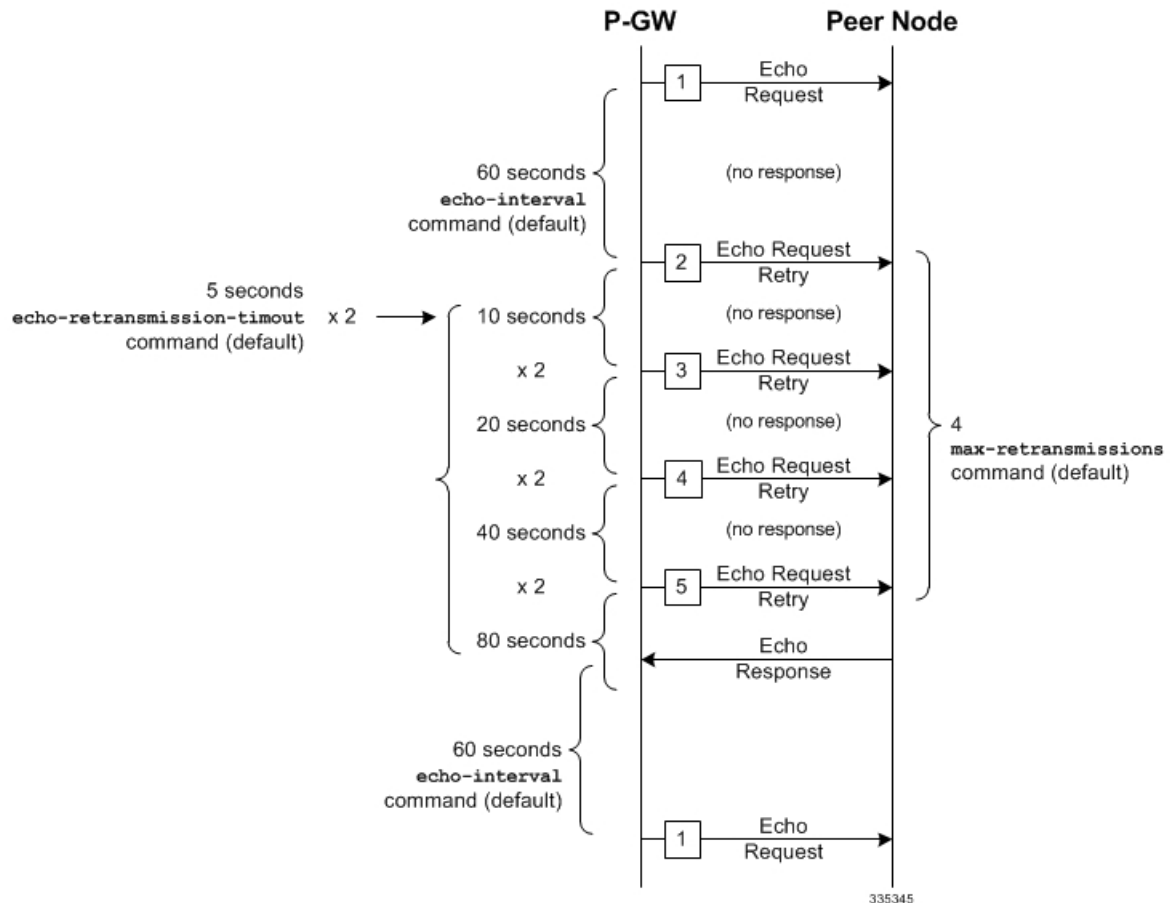 P-GW
Peer Node
1
Echo
Request
60 seconds
echo-interval
command (default)
(no response)
2
Echo Request
Retry
5 seconds
echo-retransmission-timout
command (default)
x 2
10 seconds
(no response)
x 2
3
Echo Request
Retry
20 seconds
(no response)
4
max-retransmissions
command (default)
x 2
4
Echo Request
Retry
40 seconds
(no response)
x 2
5
Echo Request
Retry
80 seconds
Echo
Response
60 seconds
echo-interval
command (default)
1
Echo
Request
335345